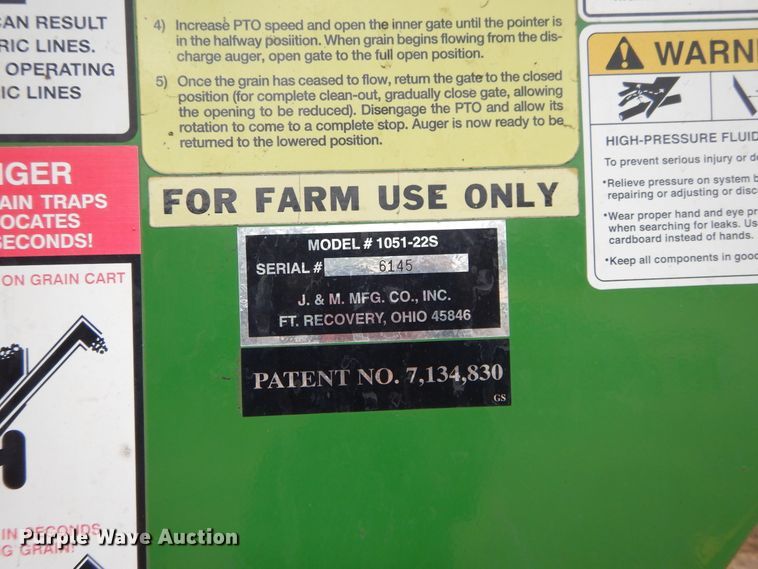 CAN RESULT
RIC LINES.
OPERATING
IC LINES
4) Increase PTO speed and open the inner gate until the pointer is
in the halfway posiition. When grain begins flowing from the dis-
charge auger, open gate to the full open position.
5) Once the grain has ceased to flow, return the gate to the closed
position (for complete clean-out, gradually close gate, allowing
the opening to be reduced). Disengage the PTO and allow its
rotation to come to a complete stop. Auger is now ready to be
returned to the lowered position.
WARNI
HIGH-PRESSURE FLUID
To prevent serious injury or d
•Relieve pressure on system b
repairing or adjusting or disc
•Wear proper hand and eye pr
when searching for leaks. Us
cardboard instead of hands.
•Keep all components in good
NGER
AIN TRAPS
OCATES
SECONDS!
ON GRAIN CART
IN SECONDS
G GRAIN!
FOR FARM USE ONLY
MODEL # 1051-22S
SERIAL # 6145
J. & M. MFG. CO., INC.
FT. RECOVERY, OHIO 45846
PATENT NO. 7,134,830
GS
Purple Wave Auction